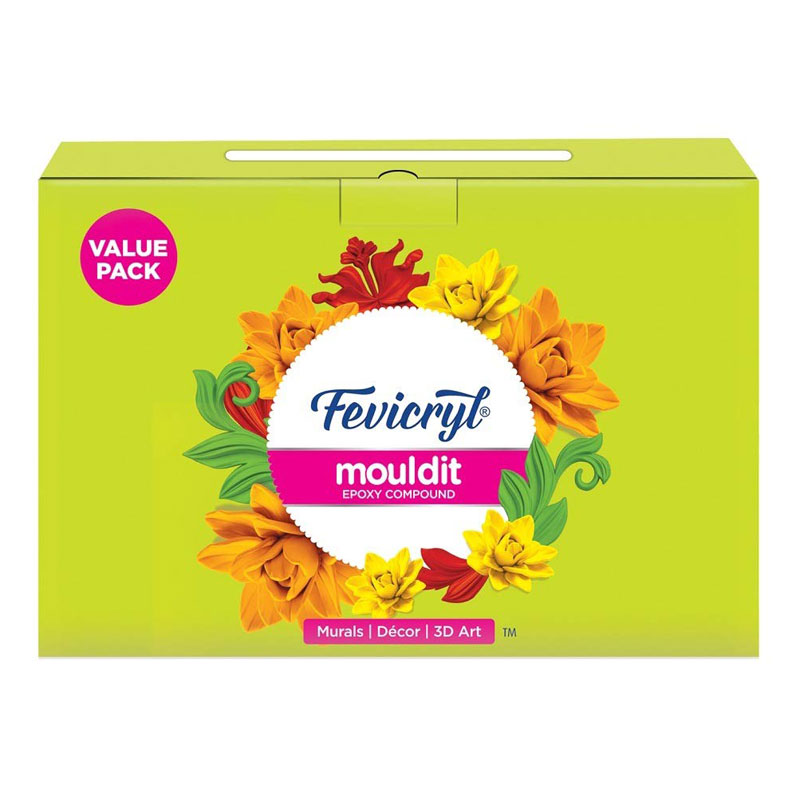 VALUE
PACK
Fevicryl®
mouldit
EPOXY COMPOUND
Murals | Décor | 3D Art ™